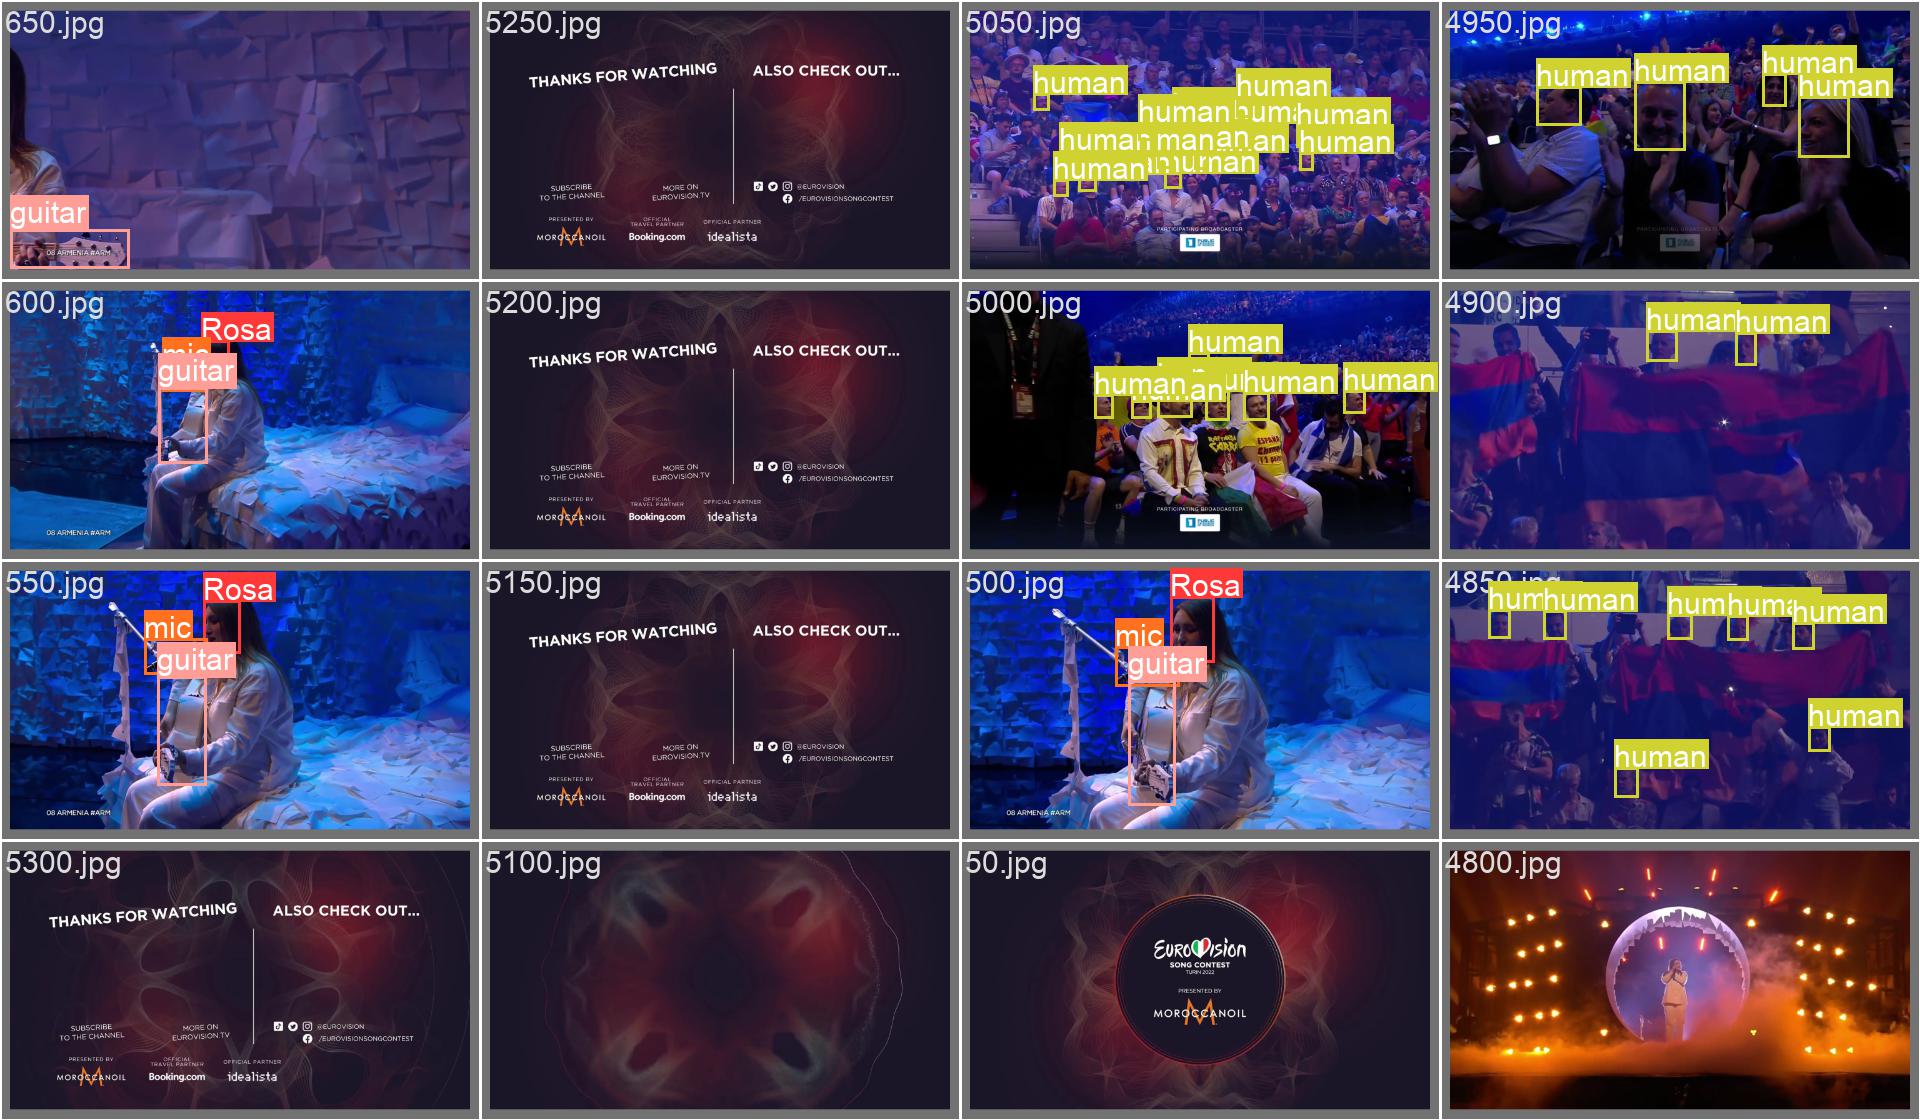 650.jpg
guitar
08 ARMENIA #ARM
5250.jpg
THANKS FOR WATCHING
ALSO CHECK OUT...
SUBSCRIBE
TO THE CHANNEL
MORE ON
EUROVISION.TV
@EUROVISION
/EUROVISIONSONGCONTEST
PRESENTED BY
MOROCCANOIL
OFFICIAL
TRAVEL PARTNER
Booking.com
OFFICIAL PARTNER
idealista
5050.jpg
human
human
human
human
human
human
human
human
PARTICIPATING BROADCASTER
4950.jpg
human
human
human
human
PARTICIPATING BROADCASTER
600.jpg
Rosa
mic
guitar
08 ARMENIA #ARM
5200.jpg
THANKS FOR WATCHING
ALSO CHECK OUT...
SUBSCRIBE
TO THE CHANNEL
MORE ON
EUROVISION.TV
@EUROVISION
/EUROVISIONSONGCONTEST
PRESENTED BY
MOROCCANOIL
OFFICIAL
TRAVEL PARTNER
Booking.com
OFFICIAL PARTNER
idealista
5000.jpg
human
human
human
human
ESPAÑA
PARTICIPATING BROADCASTER
4900.jpg
human
human
550.jpg
Rosa
mic
guitar
08 ARMENIA #ARM
5150.jpg
THANKS FOR WATCHING
ALSO CHECK OUT...
SUBSCRIBE
TO THE CHANNEL
MORE ON
EUROVISION.TV
@EUROVISION
/EUROVISIONSONGCONTEST
PRESENTED BY
MOROCCANOIL
OFFICIAL
TRAVEL PARTNER
Booking.com
OFFICIAL PARTNER
idealista
500.jpg
Rosa
mic
guitar
08 ARMENIA #ARM
4850.jpg
human
human
human
human
human
5300.jpg
THANKS FOR WATCHING
ALSO CHECK OUT...
SUBSCRIBE
TO THE CHANNEL
MORE ON
EUROVISION.TV
@EUROVISION
/EUROVISIONSONGCONTEST
PRESENTED BY
MOROCCANOIL
OFFICIAL
TRAVEL PARTNER
Booking.com
OFFICIAL PARTNER
idealista
5100.jpg
50.jpg
EUROVISION
SONG CONTEST
TURIN 2022
PRESENTED BY
MOROCCANOIL
4800.jpg